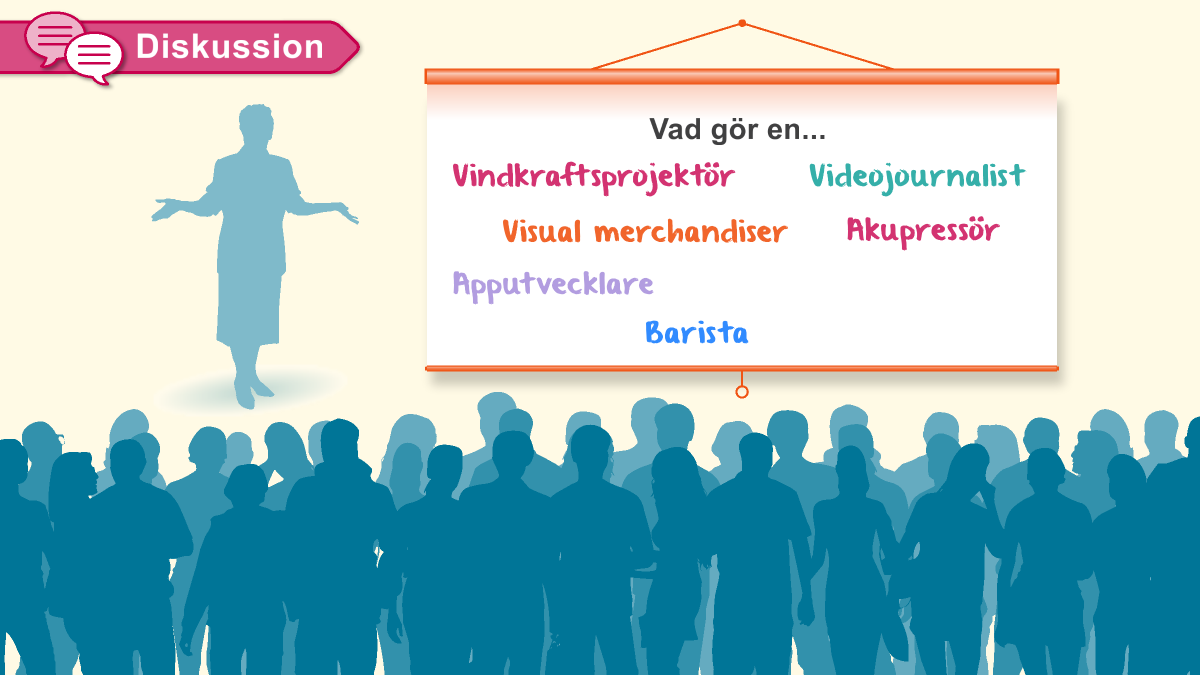 Diskussion
Vad gör en...
Vindkraftsprojektör
Videojournalist
Visual merchandiser
Akupressör
Apputvecklare
Barista